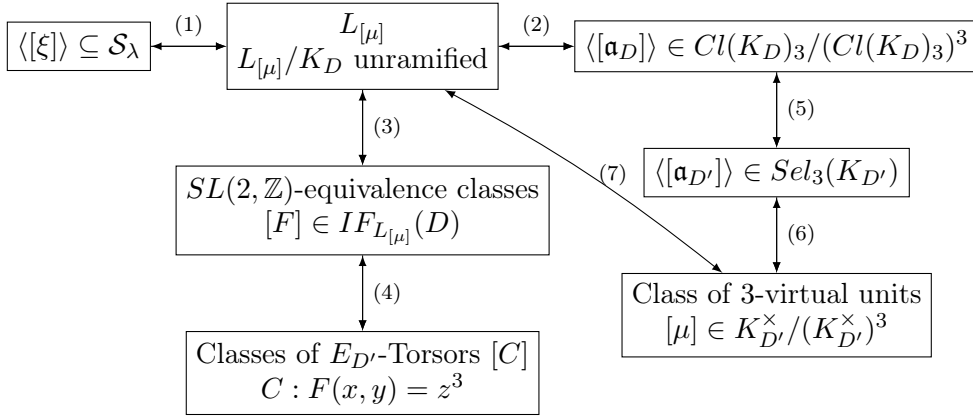 ⟨[ξ]⟩ ⊆ 𝒮_λ
(1)
L_{[μ]}
L_{[μ]}/K_D unramified
(2)
⟨[𝔞_D]⟩ ∈ Cl(K_D)_3/(Cl(K_D)_3)^3
(3)
(5)
SL(2, ℤ)-equivalence classes
[F] ∈ IF_{L_{[μ]}}(D)
(7)
⟨[𝔞_{D'}]⟩ ∈ Sel_3(K_{D'})
(4)
(6)
Class of 3-virtual units
[μ] ∈ K_{D'}^×/(K_{D'}^×)^3
Classes of E_{D'}-Torsors [C]
C : F(x, y) = z^3